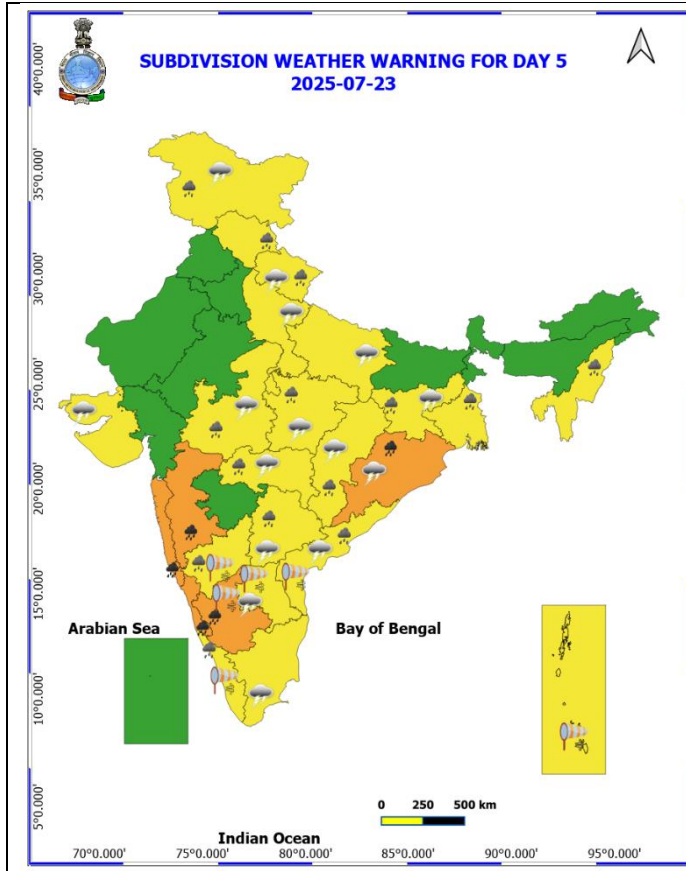 SUBDIVISION WEATHER WARNING FOR DAY 5
2025-07-23
40°0.000'
35°0.000'
30°0.000'
25°0.000'
20°0.000'
15°0.000'
10°0.000'
5°0.000'
Arabian Sea
Bay of Bengal
0 250 500 km
Indian Ocean
70°0.000' 75°0.000' 80°0.000' 85°0.000' 90°0.000' 95°0.000'